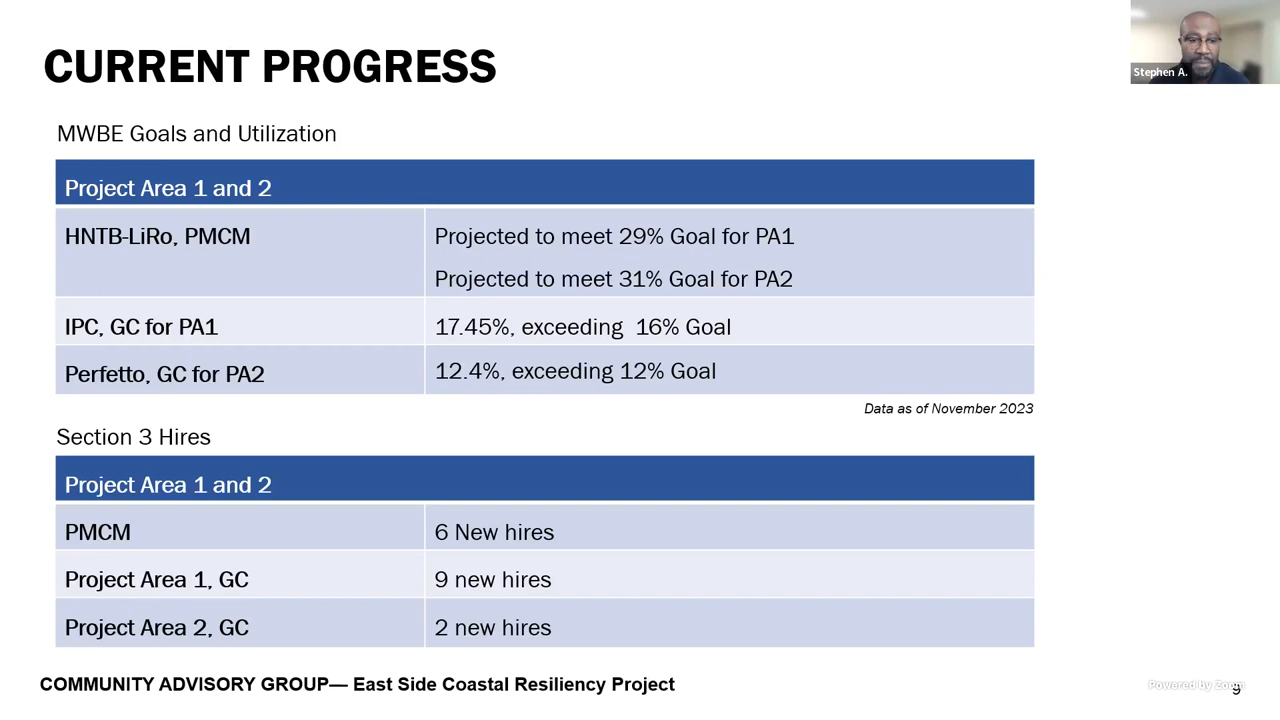 CURRENT PROGRESS
Stephen A.
MWBE Goals and Utilization
Project Area 1 and 2
HNTB-LiRo, PMCM
Projected to meet 29% Goal for PA1
Projected to meet 31% Goal for PA2
IPC, GC for PA1
17.45%, exceeding 16% Goal
Perfetto, GC for PA2
12.4%, exceeding 12% Goal
Data as of November 2023
Section 3 Hires
Project Area 1 and 2
PMCM
6 New hires
Project Area 1, GC
9 new hires
Project Area 2, GC
2 new hires
COMMUNITY ADVISORY GROUP— East Side Coastal Resiliency Project
Powered by Zoom
9